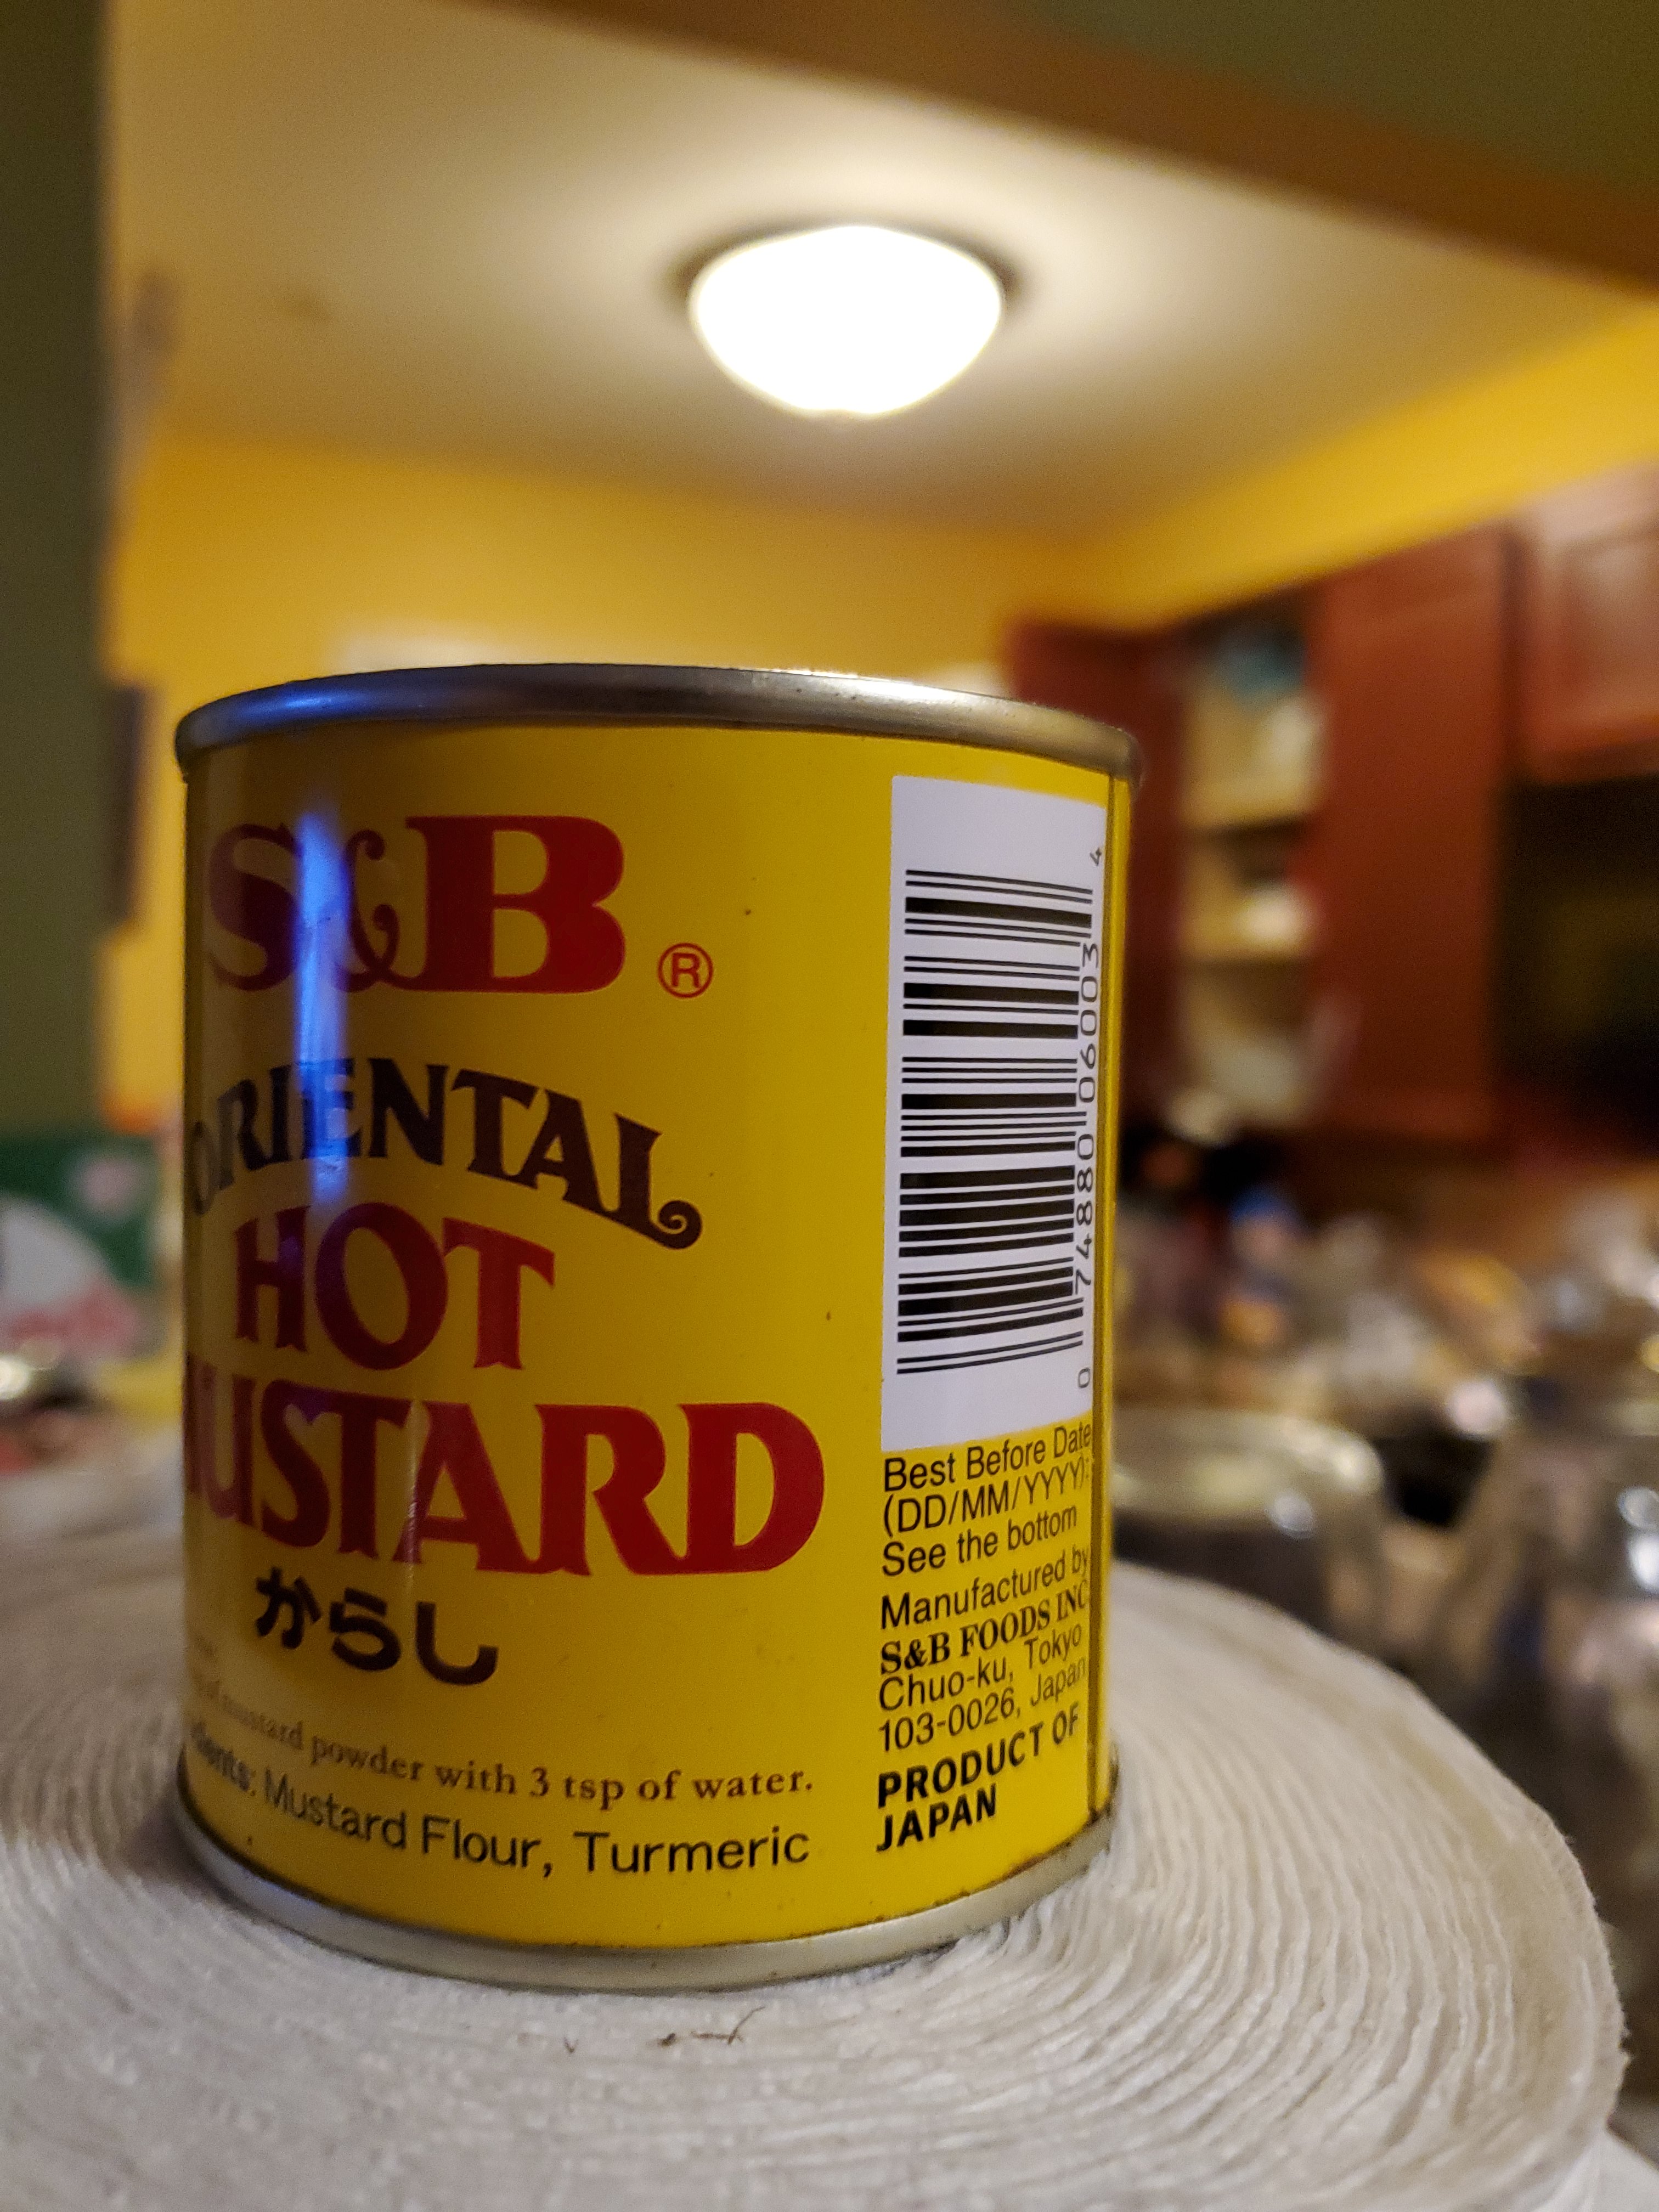 S&B®
ORIENTAL
HOT
MUSTARD
からし
mustard powder with 3 tsp of water.
Mustard Flour, Turmeric
0 74880 06003 4
Best Before Date
(DD/MM/YYYY):
See the bottom
Manufactured by
S&B FOODS INC
Chuo-ku, Tokyo
103-0026, Japan
PRODUCT OF
JAPAN